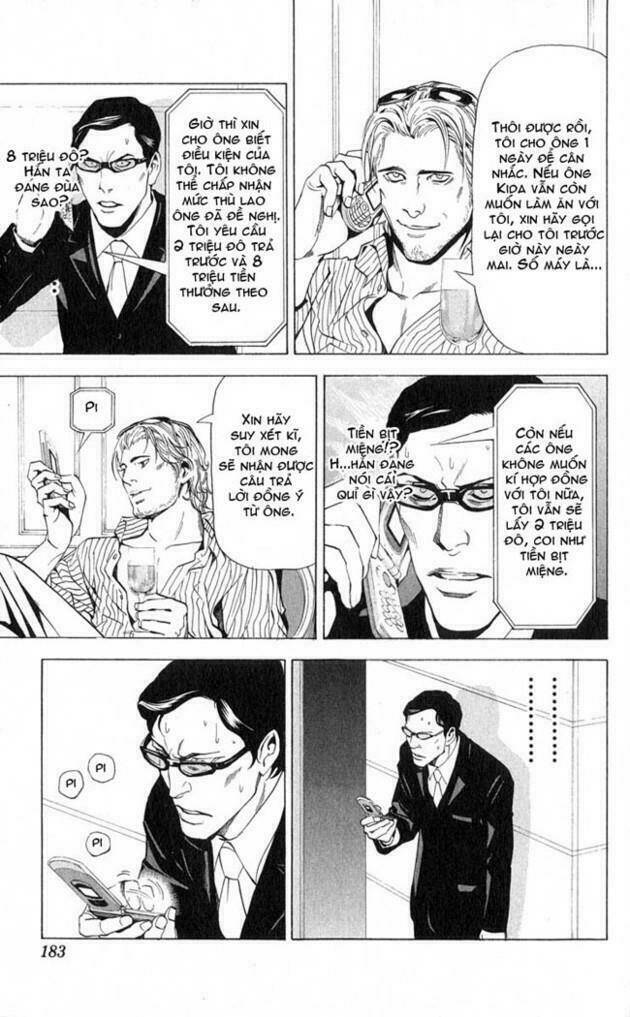 THÔI ĐƯỢC RỒI,
TÔI CHO ÔNG 1
NGÀY ĐỂ CÂN
NHẮC. NẾU ÔNG
KIDA VẪN CÒN
MUỐN LÀM ĂN VỚI
TÔI, XIN HÃY GỌI
LẠI CHO TÔI TRƯỚC
GIỜ NÀY NGÀY
MAI. SỐ MÁY LÀ...
GIỜ THÌ XIN
CHO ÔNG BIẾT
ĐIỀU KIỆN CỦA
TÔI. TÔI KHÔNG
THỂ CHẤP NHẬN
MỨC THÙ LAO
ÔNG ĐÃ ĐỀ NGHỊ.
TÔI YÊU CẦU
2 TRIỆU ĐÔ TRẢ
TRƯỚC VÀ 8
TRIỆU TIỀN
THƯỞNG THEO
SAU.
8 TRIỆU ĐÔ?
HẮN TA
ĐANG ĐÙA
SAO?
CÒN NẾU
CÁC ÔNG
KHÔNG MUỐN
KÍ HỢP ĐỒNG
VỚI TÔI NỮA,
TÔI VẪN SẼ
LẤY 2 TRIỆU
ĐÔ, COI NHƯ
TIỀN BỊT
MIỆNG.
TIỀN BỊT
MIỆNG!?
H...HẮN ĐANG
NÓI CÁI
QUỈ GÌ VẬY?
XIN HÃY
SUY XÉT KĨ,
TÔI MONG
SẼ NHẬN ĐƯỢC
CÂU TRẢ
LỜI ĐỒNG Ý
TỪ ÔNG.
PI
PI
PI
PI
183